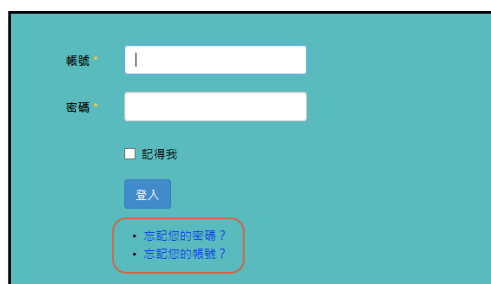 帳號 *
密碼 *
記得我
登入
忘記您的密碼？
忘記您的帳號？